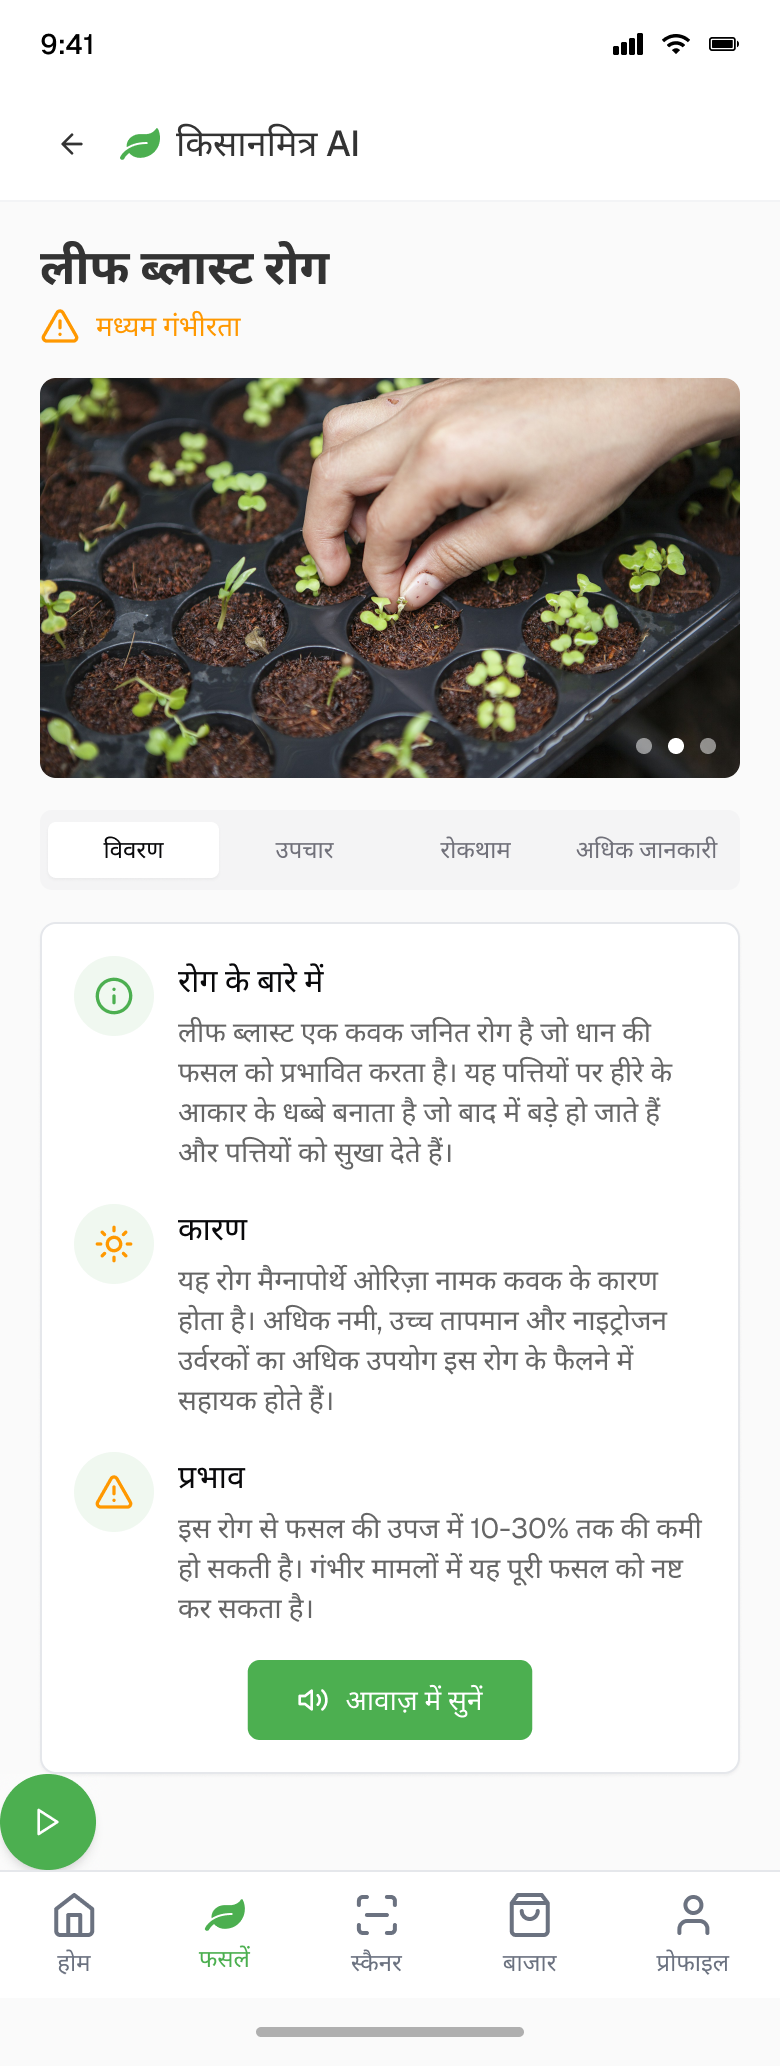 9:41
किसानमित्र AI
लीफ ब्लास्ट रोग
मध्यम गंभीरता
विवरण उपचार रोकथाम अधिक जानकारी
रोग के बारे में
लीफ ब्लास्ट एक कवक जनित रोग है जो धान की
फसल को प्रभावित करता है। यह पत्तियों पर हीरे के
आकार के धब्बे बनाता है जो बाद में बड़े हो जाते हैं
और पत्तियों को सुखा देते हैं।
कारण
यह रोग मैग्नापोर्थे ओरिज़ा नामक कवक के कारण
होता है। अधिक नमी, उच्च तापमान और नाइट्रोजन
उर्वरकों का अधिक उपयोग इस रोग के फैलने में
सहायक होते हैं।
प्रभाव
इस रोग से फसल की उपज में 10-30% तक की कमी
हो सकती है। गंभीर मामलों में यह पूरी फसल को नष्ट
कर सकता है।
आवाज़ में सुनें
होम फसलें स्कैनर बाजार प्रोफाइल